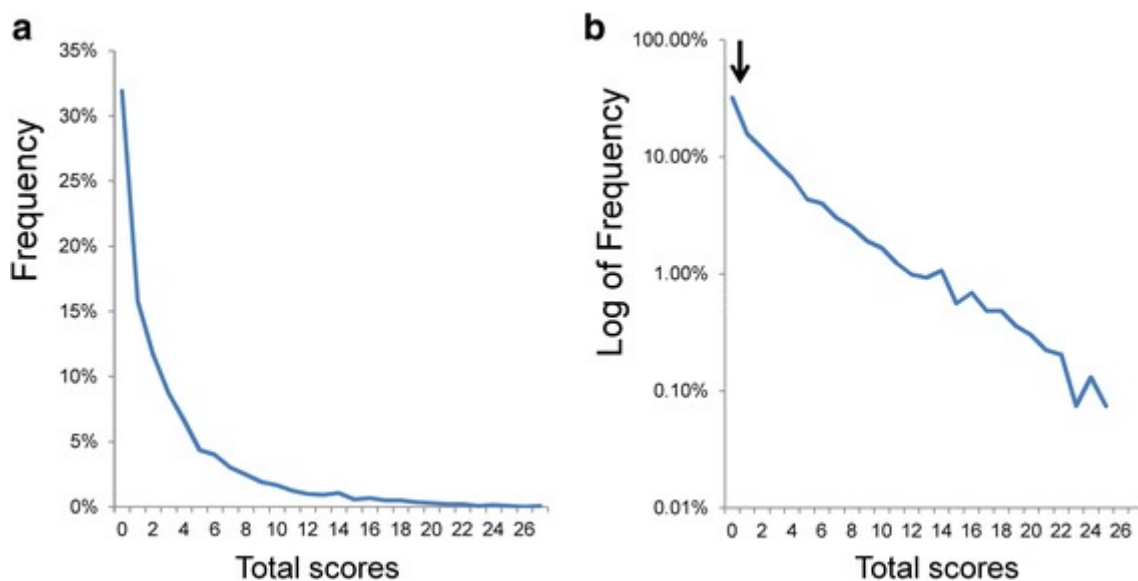 a
35%
30%
25%
20%
15%
10%
5%
0%
Frequency
0 2 4 6 8 10 12 14 16 18 20 22 24 26
Total scores
b
100.00%
10.00%
1.00%
0.10%
0.01%
Log of Frequency
0 2 4 6 8 10 12 14 16 18 20 22 24 26
Total scores